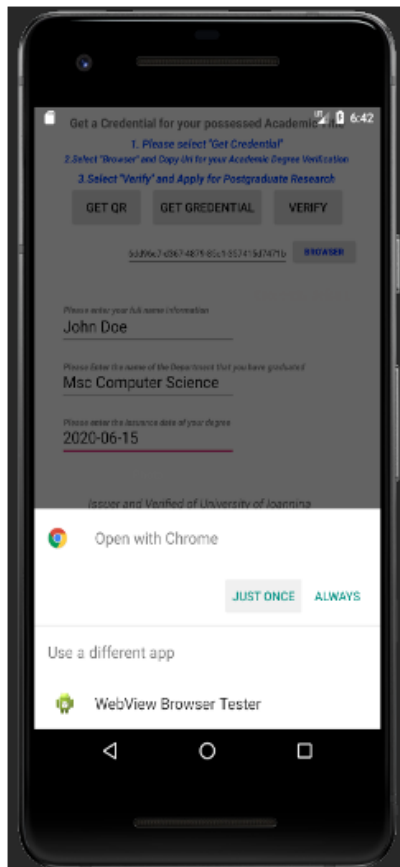 6:42
Get a Credential for your possessed Academic Title
1. Please select "Get Credential"
2.Select "Browser" and Copy Url for your Academic Degree Verification
3.Select "Verify" and Apply for Postgraduate Research
GET QR GET GREDENTIAL VERIFY
BROWSER
Please enter your full name information
John Doe
Please Enter the name of the Department that you have graduated
Msc Computer Science
Please enter the issuance date of your degree
2020-06-15
Issuer and Verified of University of Ioannina
Open with Chrome
JUST ONCE ALWAYS
Use a different app
WebView Browser Tester